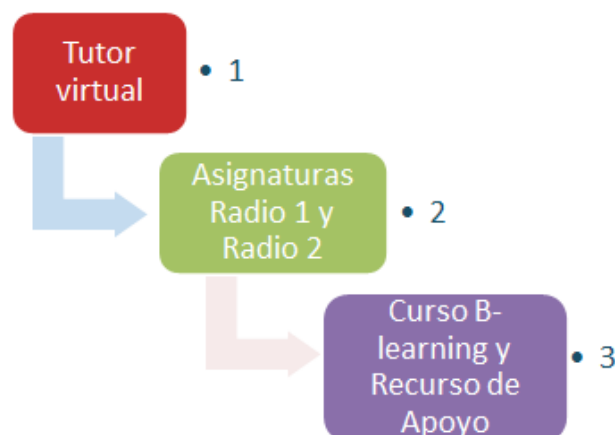 Tutor
virtual
• 1
Asignaturas
Radio 1 y
Radio 2
• 2
Curso B-
learning y
Recurso de
Apoyo
• 3